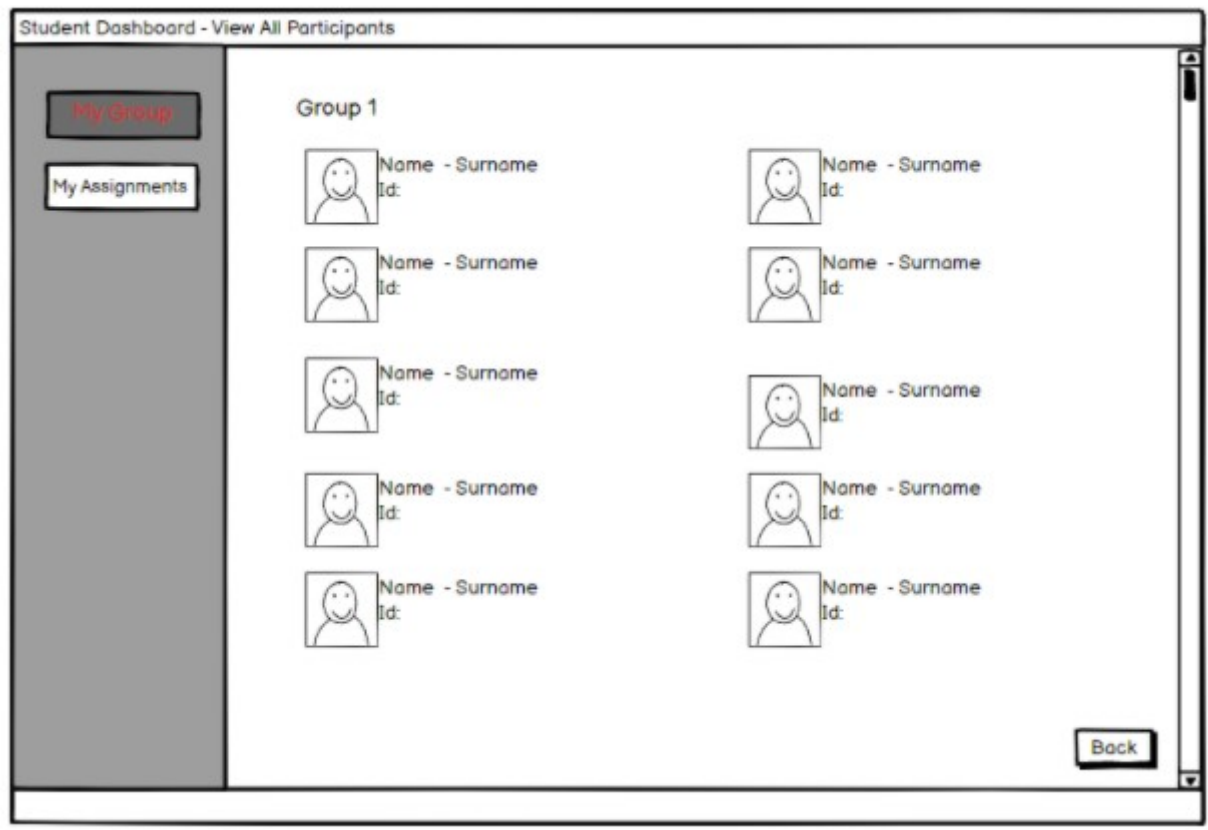 Student Dashboard - View All Participants
My Group
My Assignments
Group 1
Name - Surname
Id:
Name - Surname
Id:
Name - Surname
Id:
Name - Surname
Id:
Name - Surname
Id:
Name - Surname
Id:
Name - Surname
Id:
Name - Surname
Id:
Name - Surname
Id:
Name - Surname
Id:
Back